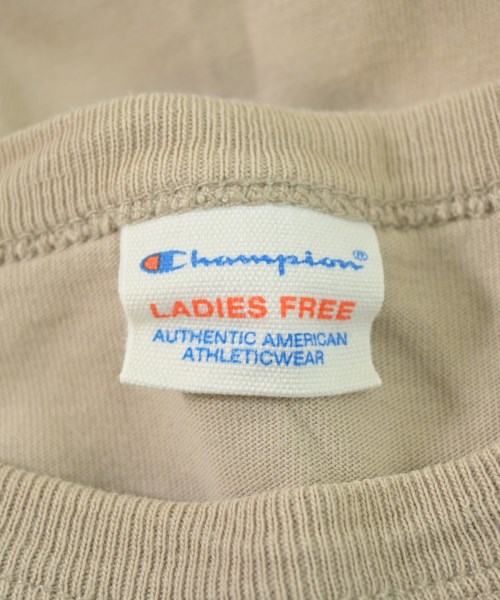 Champion®
LADIES FREE
AUTHENTIC AMERICAN
ATHLETICWEAR